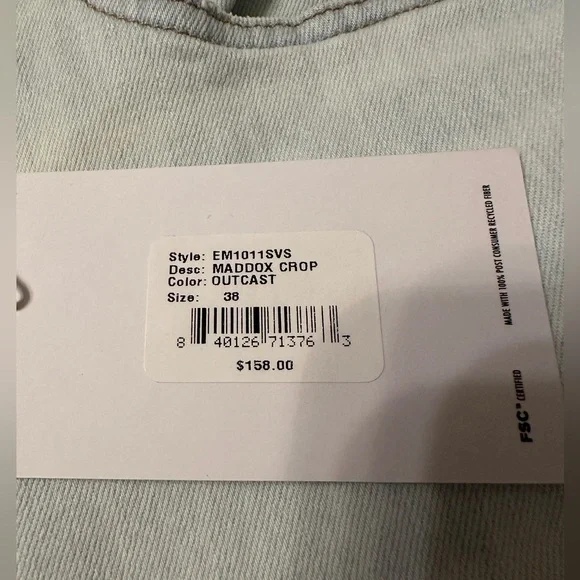 Style: EM1011SVS
Desc: MADDOX CROP
Color: OUTCAST
Size: 38
8 40126 71376 3
$158.00
MADE WITH 100% POST CONSUMER RECYCLED FIBER
FSC® CERTIFIED